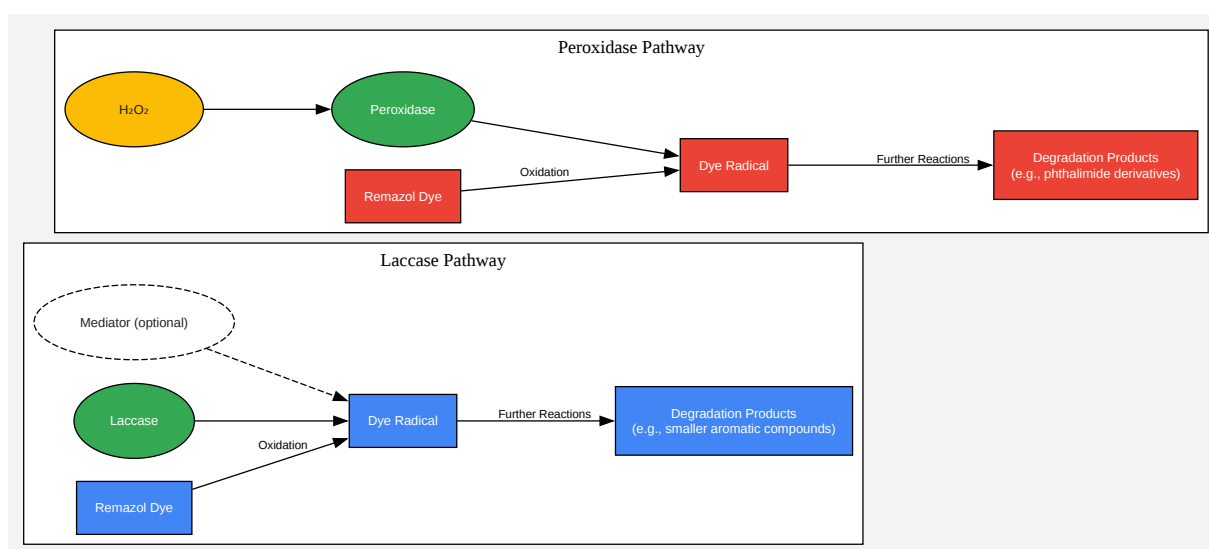 Peroxidase Pathway
H₂O₂
Peroxidase
Remazol Dye
Oxidation
Dye Radical
Further Reactions
Degradation Products
(e.g., phthalimide derivatives)
Laccase Pathway
Mediator (optional)
Laccase
Remazol Dye
Oxidation
Dye Radical
Further Reactions
Degradation Products
(e.g., smaller aromatic compounds)